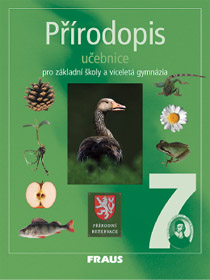 Přírodopis
učebnice
pro základní školy a víceletá gymnázia
PŘÍRODNÍ
REZERVACE
7
FRAUS